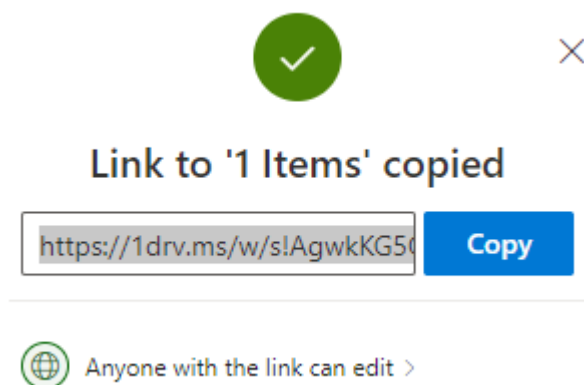 Link to '1 Items' copied
https://1drv.ms/w/s!AgwkKG5
Copy
Anyone with the link can edit >